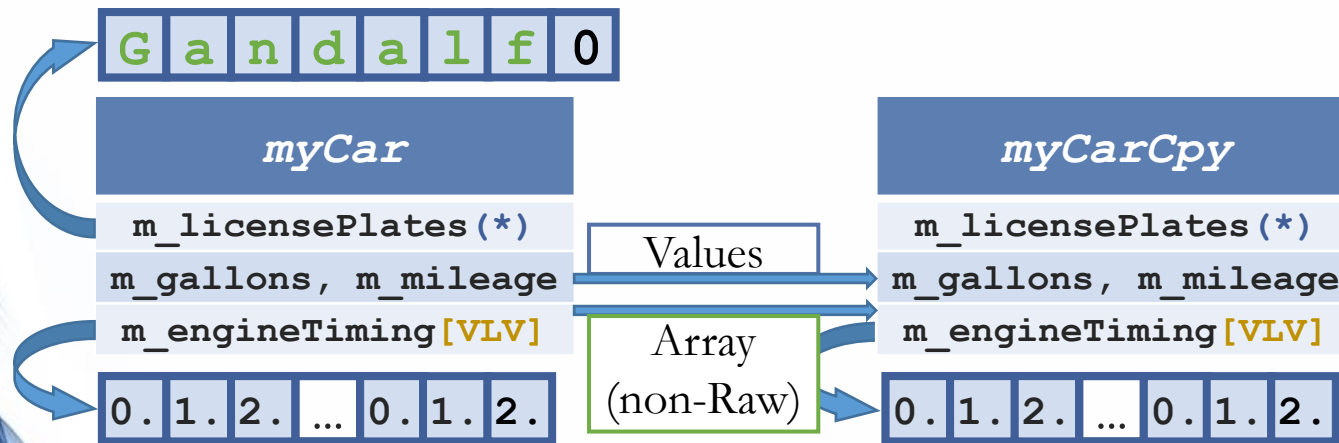 Gandalf0
myCar
myCarCpy
m_licensePlates(*)
m_licensePlates(*)
m_gallons, m_mileage
Values
m_gallons, m_mileage
m_engineTiming[VLV]
Array
(non-Raw)
m_engineTiming[VLV]
0. 1. 2. … 0. 1. 2.
0. 1. 2. … 0. 1. 2.